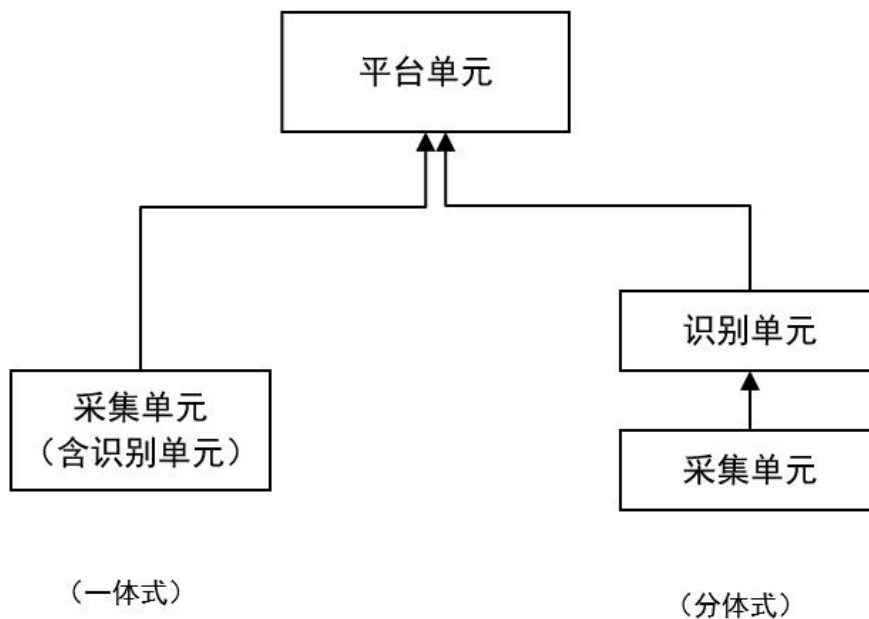 平台单元
识别单元
采集单元
（含识别单元）
采集单元
（一体式）
（分体式）